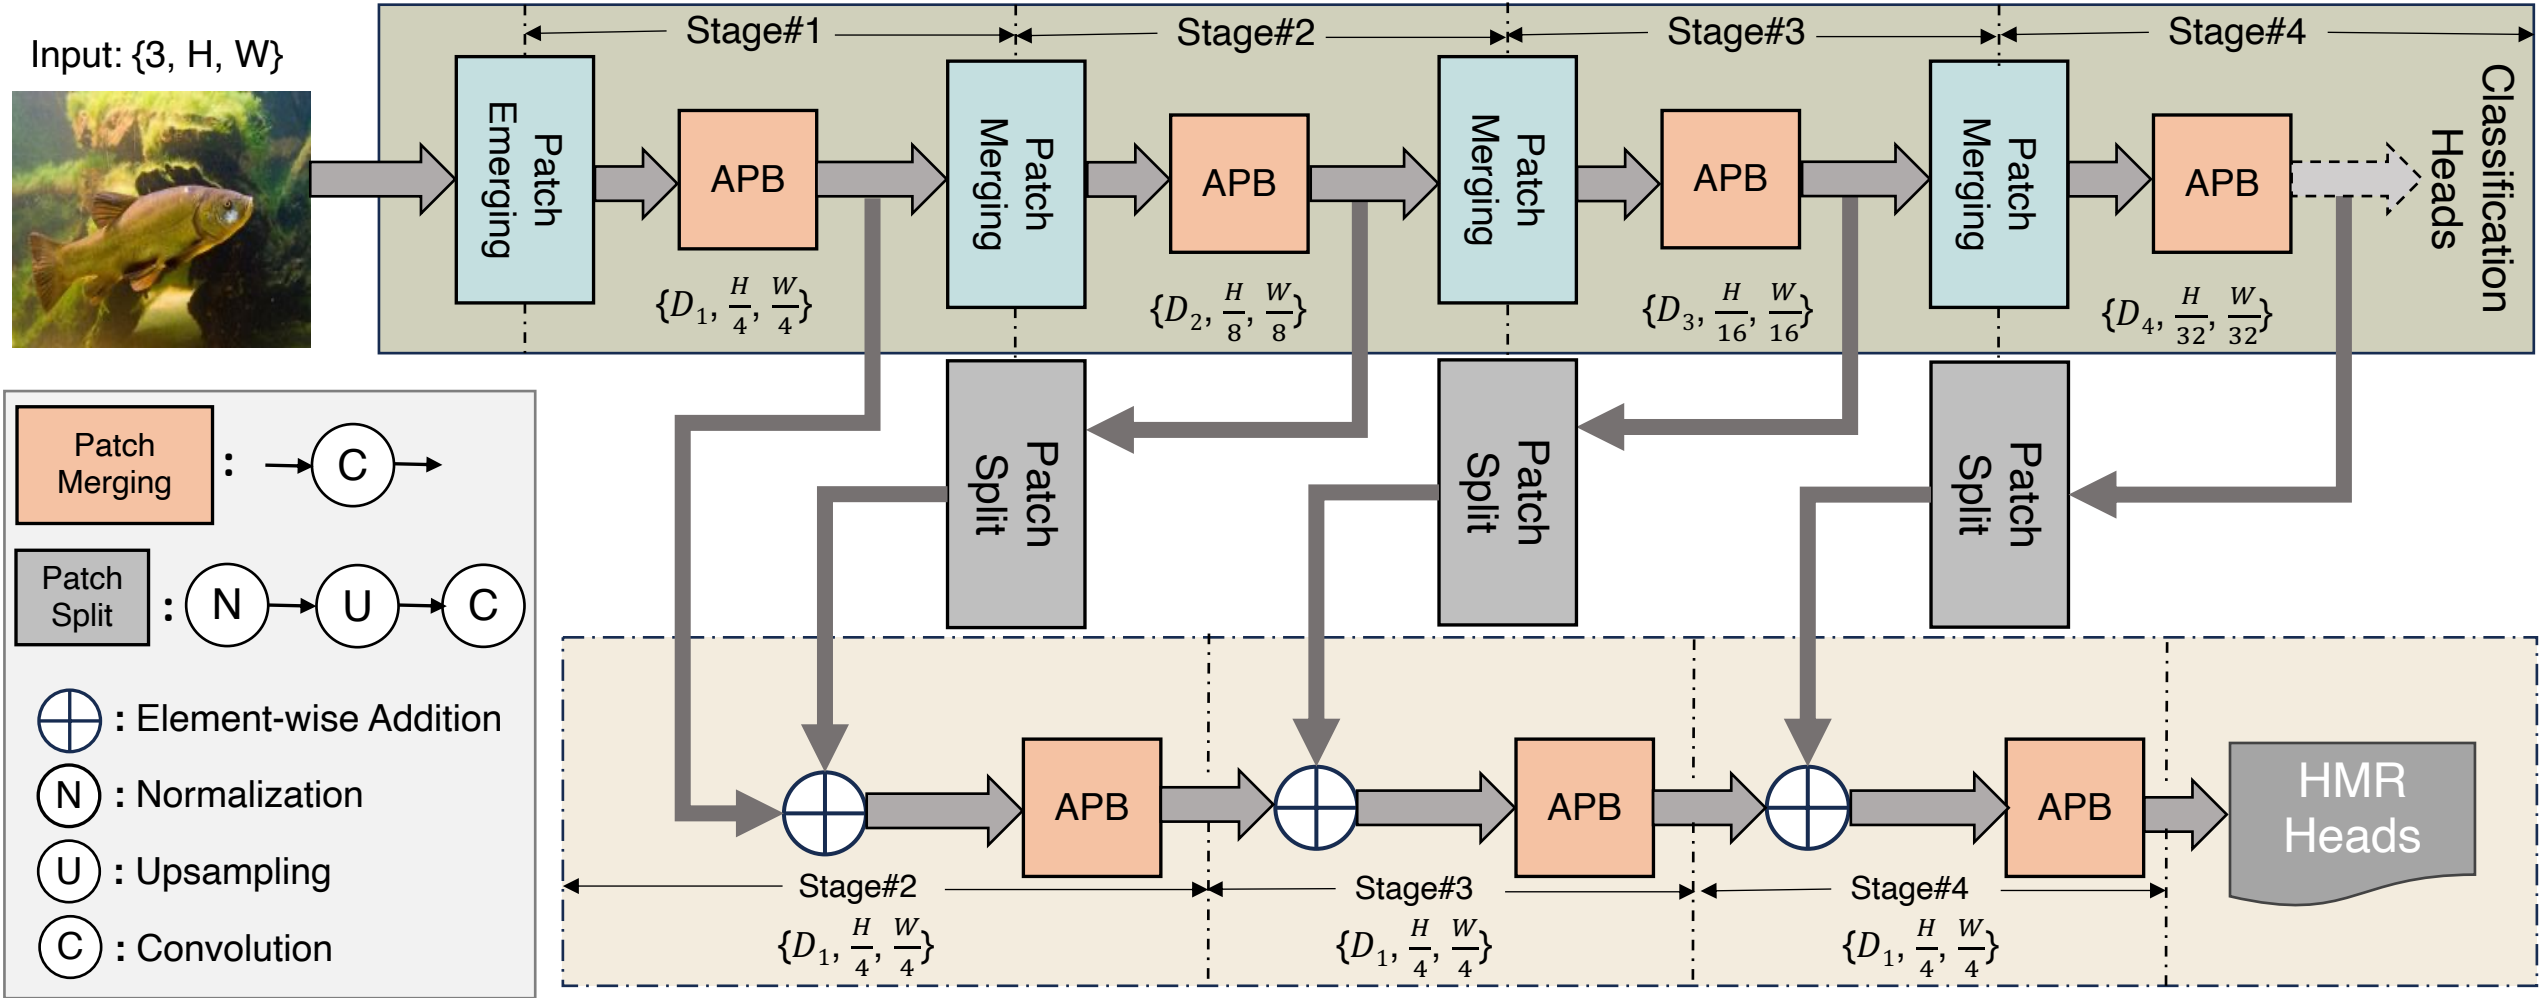 Input: {3, H, W}
Stage#1
Stage#2
Stage#3
Stage#4
Patch
Emerging
APB
{D₁, H/4, W/4}
Patch
Merging
APB
{D₂, H/8, W/8}
Patch
Merging
APB
{D₃, H/16, W/16}
Patch
Merging
APB
{D₄, H/32, W/32}
Classification
Heads
Patch
Split
Patch
Split
Patch
Split
Patch
Merging
:
C
Patch
Split
:
N
U
C
: Element-wise Addition
N : Normalization
U : Upsampling
C : Convolution
APB
APB
APB
HMR
Heads
Stage#2
Stage#3
Stage#4
{D₁, H/4, W/4}
{D₁, H/4, W/4}
{D₁, H/4, W/4}